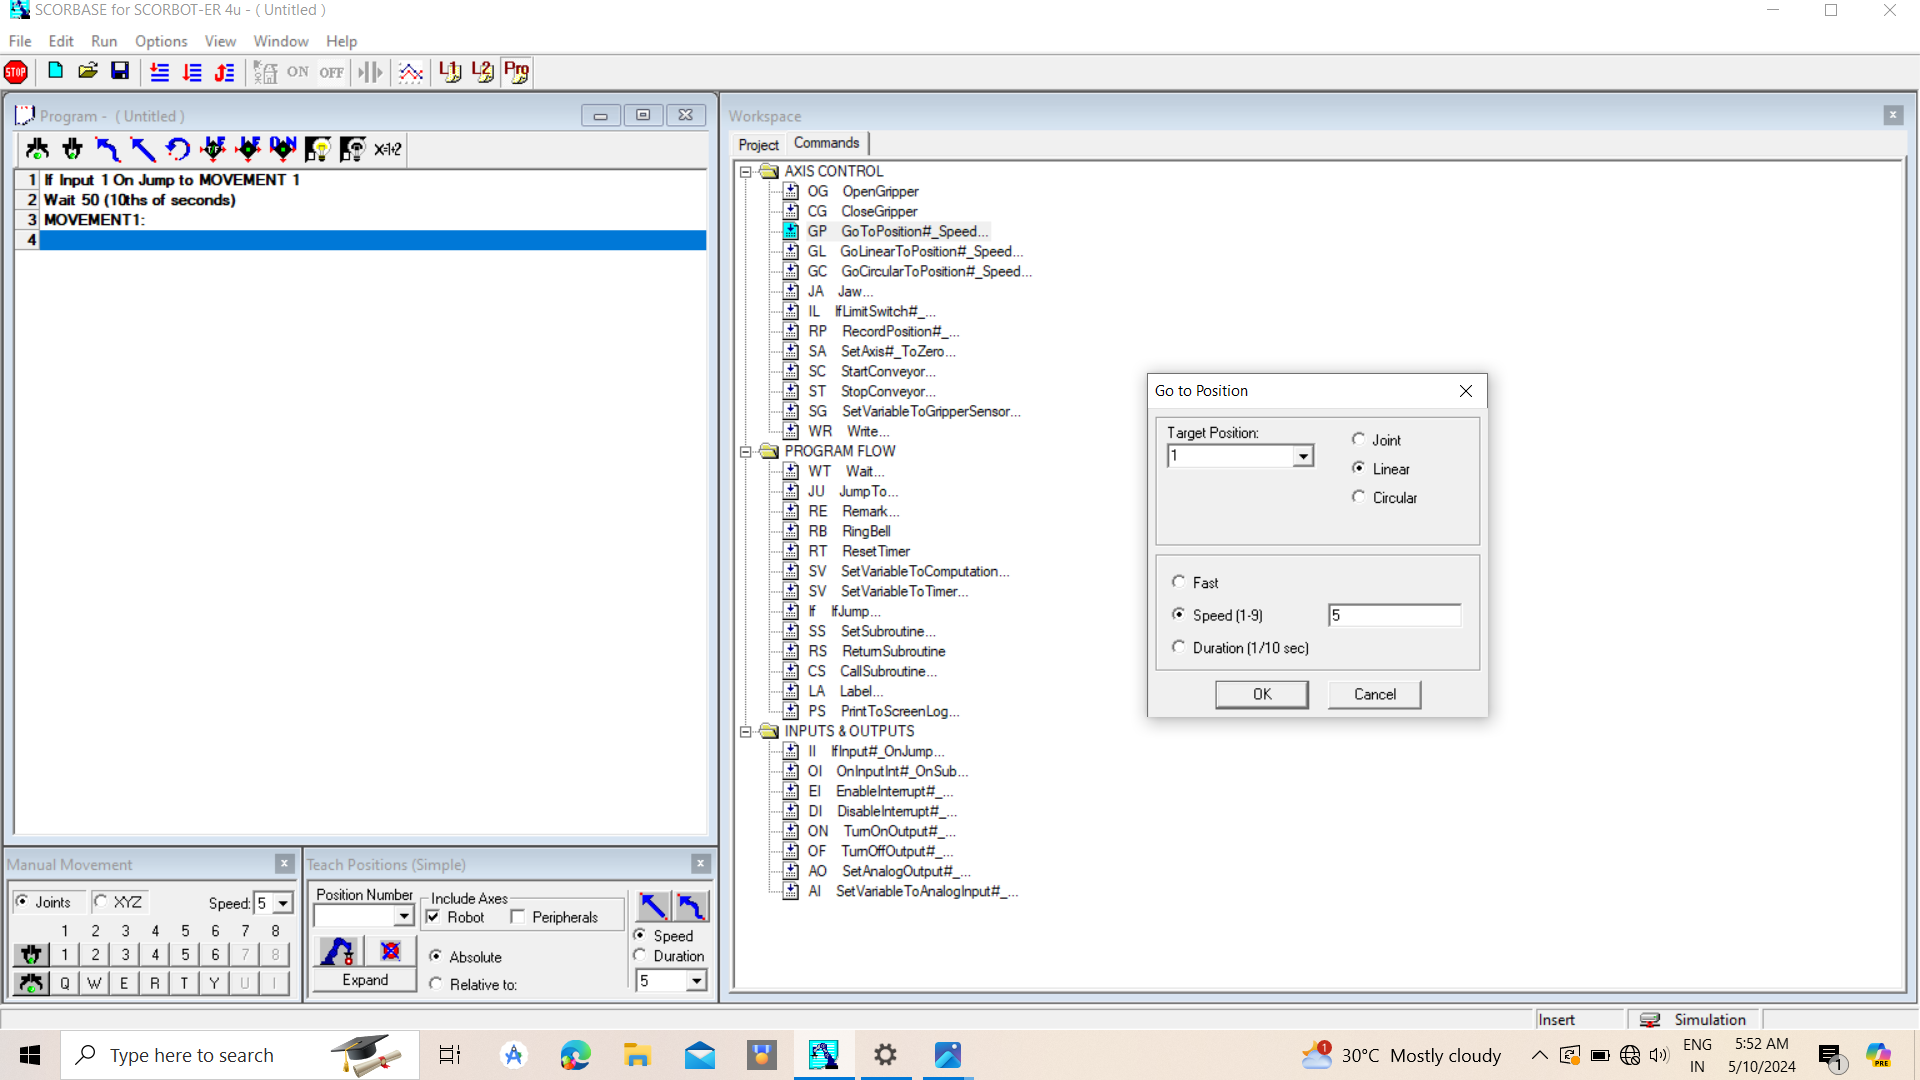 SCORBASE for SCORBOT-ER 4u - ( Untitled )
File Edit Run Options View Window Help
STOP ON OFF L1 L2 Prg
Program - ( Untitled )
X=1+2
1 If Input 1 On Jump to MOVEMENT 1
2 Wait 50 (10ths of seconds)
3 MOVEMENT1:
4
Workspace
Project Commands
AXIS CONTROL
OG OpenGripper
CG CloseGripper
GP GoToPosition#_Speed...
GL GoLinearToPosition#_Speed...
GC GoCircularToPosition#_Speed...
JA Jaw...
IL IfLimitSwitch#_...
RP RecordPosition#_...
SA SetAxis#_ToZero...
SC StartConveyor...
ST StopConveyor...
SG SetVariableToGripperSensor...
WR Write...
PROGRAM FLOW
WT Wait...
JU JumpTo...
RE Remark...
RB RingBell
RT ResetTimer
SV SetVariableToComputation...
SV SetVariableToTimer...
If IfJump...
SS SetSubroutine...
RS ReturnSubroutine
CS CallSubroutine...
LA Label...
PS PrintToScreenLog...
INPUTS & OUTPUTS
II IfInput#_OnJump...
OI OnInputInt#_OnSub...
EI EnableInterrupt#_...
DI DisableInterrupt#_...
ON TurnOnOutput#_...
OF TurnOffOutput#_...
AO SetAnalogOutput#_...
AI SetVariableToAnalogInput#_...
Go to Position
Target Position:
1
Joint
Linear
Circular
Fast
Speed (1-9) 5
Duration (1/10 sec)
OK Cancel
Manual Movement
Joints XYZ Speed: 5
1 2 3 4 5 6 7 8
1 2 3 4 5 6 7 8
Q W E R T Y U I
Teach Positions (Simple)
Position Number
Include Axes
Robot Peripherals
Absolute
Relative to:
Expand
Speed
Duration
5
Insert Simulation
Type here to search
1 30°C Mostly cloudy
ENG
IN
5:52 AM
5/10/2024
1
PRE